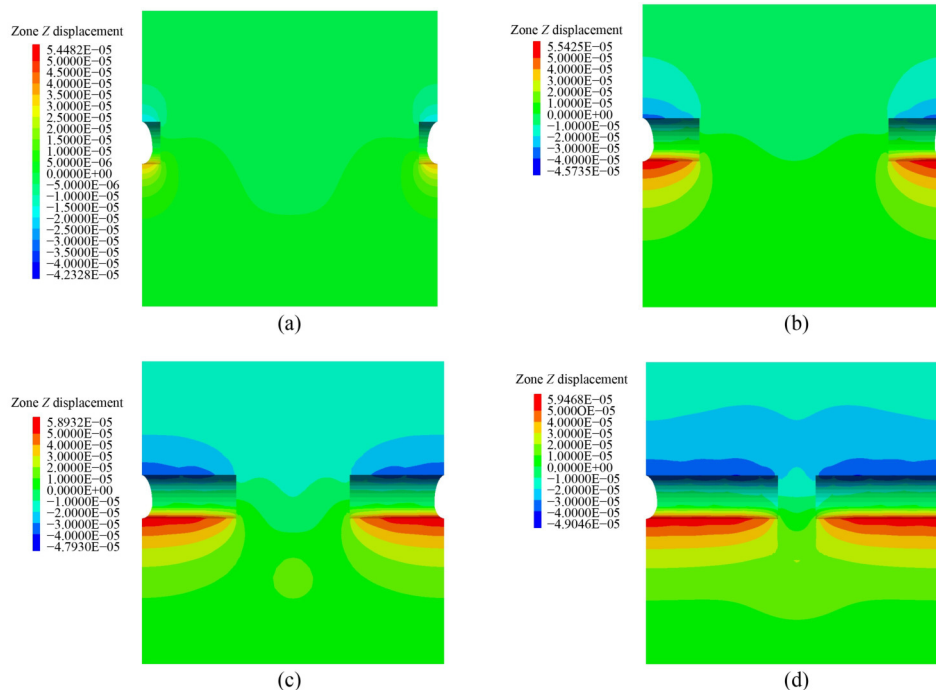 Zone Z displacement
5.4482E−05
5.0000E−05
4.5000E−05
4.0000E−05
3.5000E−05
3.0000E−05
2.5000E−05
2.0000E−05
1.5000E−05
1.0000E−05
5.0000E−06
0.0000E+00
−5.0000E−06
−1.0000E−05
−1.5000E−05
−2.0000E−05
−2.5000E−05
−3.0000E−05
−3.5000E−05
−4.0000E−05
−4.2328E−05
(a)
Zone Z displacement
5.5425E−05
5.0000E−05
4.0000E−05
3.0000E−05
2.0000E−05
1.0000E−05
0.0000E+00
−1.0000E−05
−2.0000E−05
−3.0000E−05
−4.0000E−05
−4.5735E−05
(b)
Zone Z displacement
5.8932E−05
5.0000E−05
4.0000E−05
3.0000E−05
2.0000E−05
1.0000E−05
0.0000E+00
−1.0000E−05
−2.0000E−05
−3.0000E−05
−4.0000E−05
−4.7930E−05
(c)
Zone Z displacement
5.9468E−05
5.000OE−05
4.0000E−05
3.0000E−05
2.0000E−05
1.0000E−05
0.0000E+00
−1.0000E−05
−2.0000E−05
−3.0000E−05
−4.0000E−05
−4.9046E−05
(d)